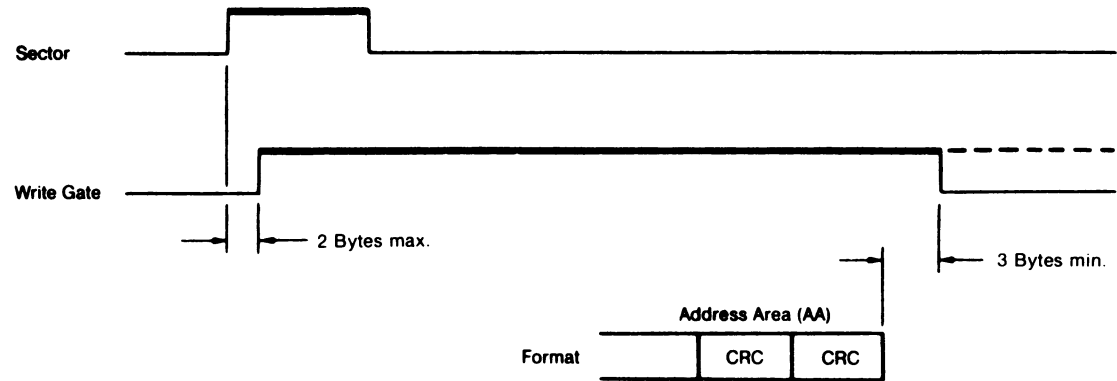 Sector
Write Gate
2 Bytes max.
3 Bytes min.
Address Area (AA)
Format
CRC
CRC